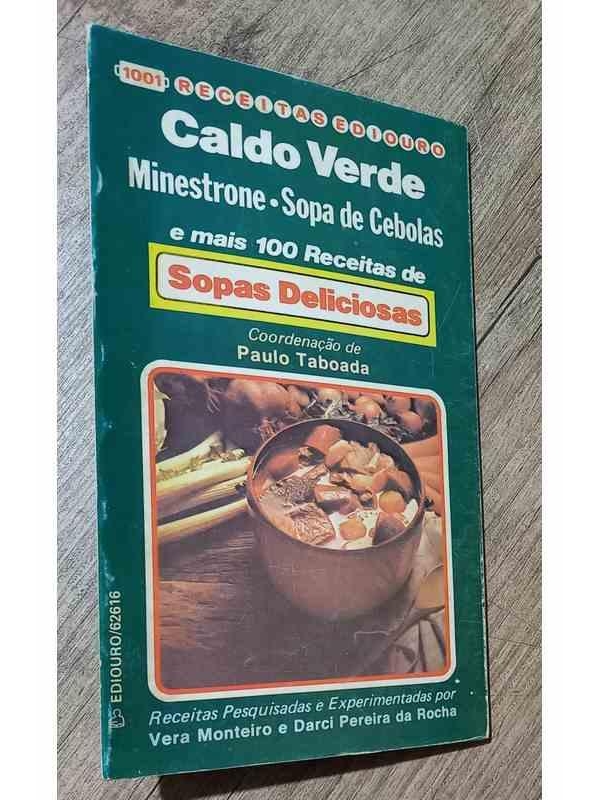 1001 RECEITAS EDIOURO
Caldo Verde
Minestrone • Sopa de Cebolas
e mais 100 Receitas de
Sopas Deliciosas
Coordenação de
Paulo Taboada
EDIOURO/62616
Receitas Pesquisadas e Experimentadas por
Vera Monteiro e Darci Pereira da Rocha